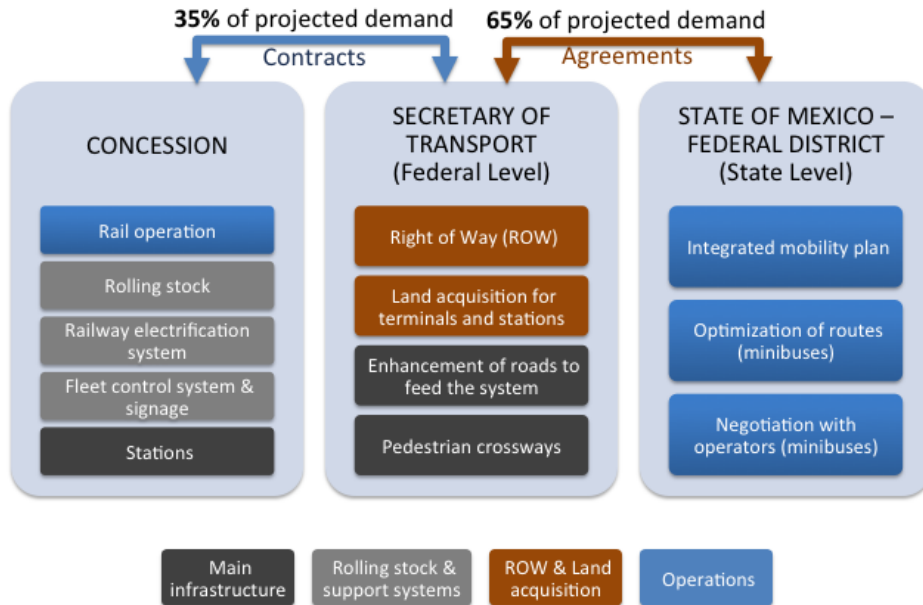 35% of projected demand
65% of projected demand
Contracts
Agreements
CONCESSION
Rail operation
Rolling stock
Railway electrification
system
Fleet control system &
signage
Stations
SECRETARY OF
TRANSPORT
(Federal Level)
Right of Way (ROW)
Land acquisition for
terminals and stations
Enhancement of roads to
feed the system
Pedestrian crossways
STATE OF MEXICO –
FEDERAL DISTRICT
(State Level)
Integrated mobility plan
Optimization of routes
(minibuses)
Negotiation with
operators (minibuses)
Main
infrastructure
Rolling stock &
support systems
ROW & Land
acquisition
Operations